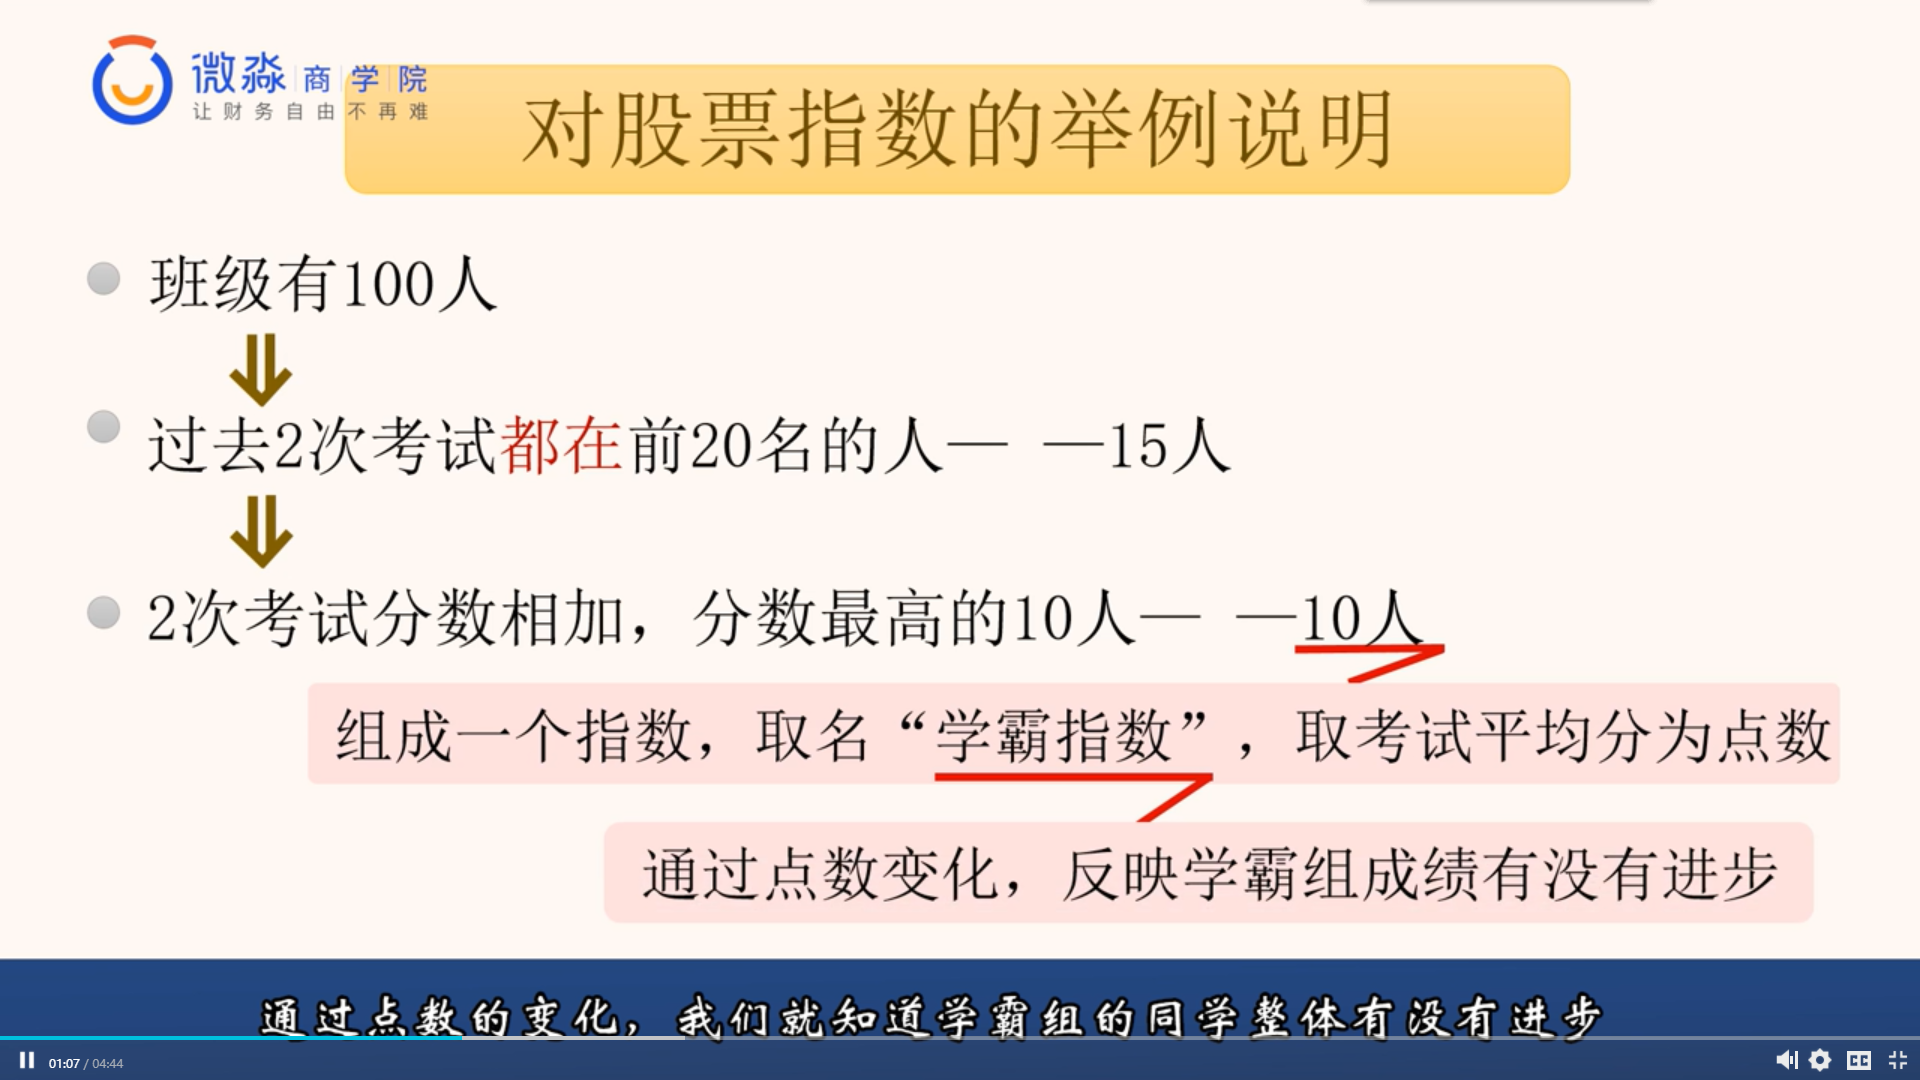 微淼商学院
让财务自由不再难
对股票指数的举例说明
班级有100人
过去2次考试都在前20名的人— —15人
2次考试分数相加，分数最高的10人— —10人
组成一个指数，取名“学霸指数”，取考试平均分为点数
通过点数变化，反映学霸组成绩有没有进步
通过点数的变化，我们就知道学霸组的同学整体有没有进步
01:07 / 04:44
CC